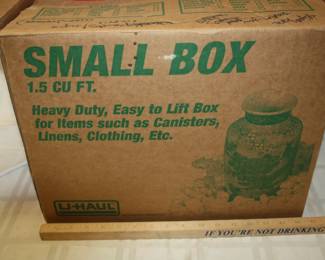 SMALL BOX
1.5 CU FT.
Heavy Duty, Easy to Lift Box
for Items such as Canisters,
Linens, Clothing, Etc.
U-HAUL
IF YOU'RE NOT DRINKING